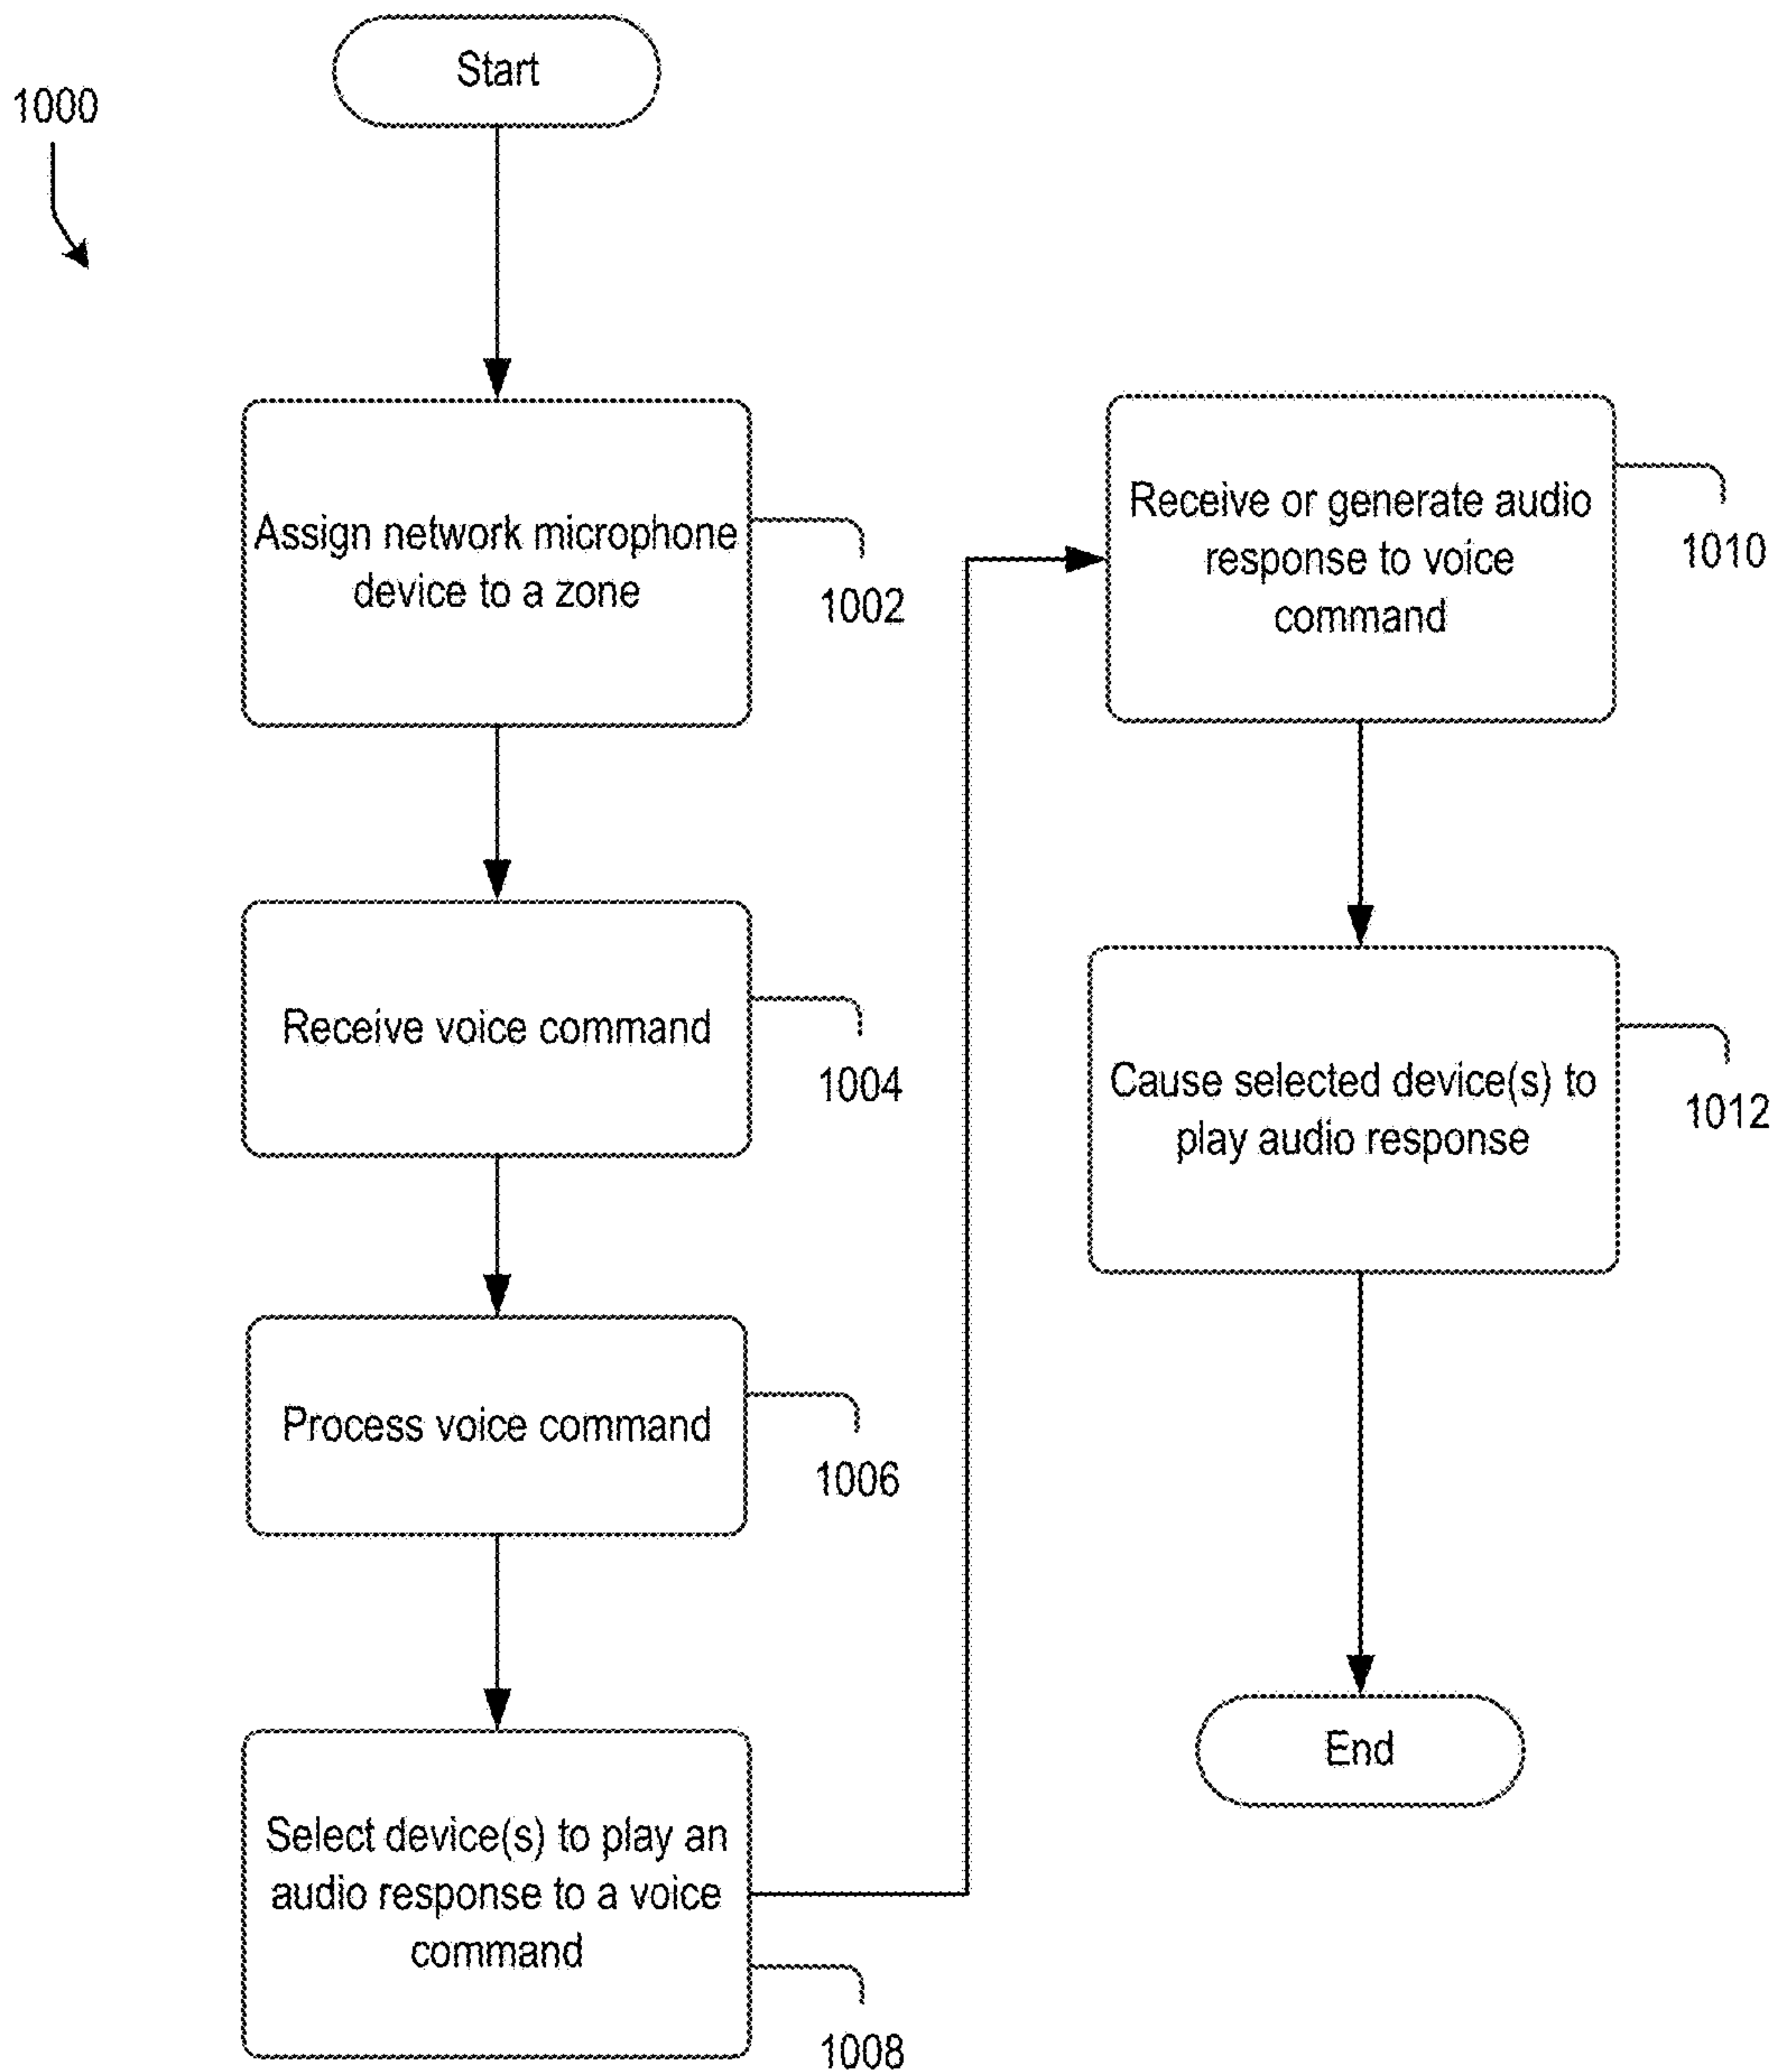 1000
Start
Assign network microphone
device to a zone
1002
Receive voice command
1004
Process voice command
1006
Select device(s) to play an
audio response to a voice
command
1008
Receive or generate audio
response to voice
command
1010
Cause selected device(s) to
play audio response
1012
End